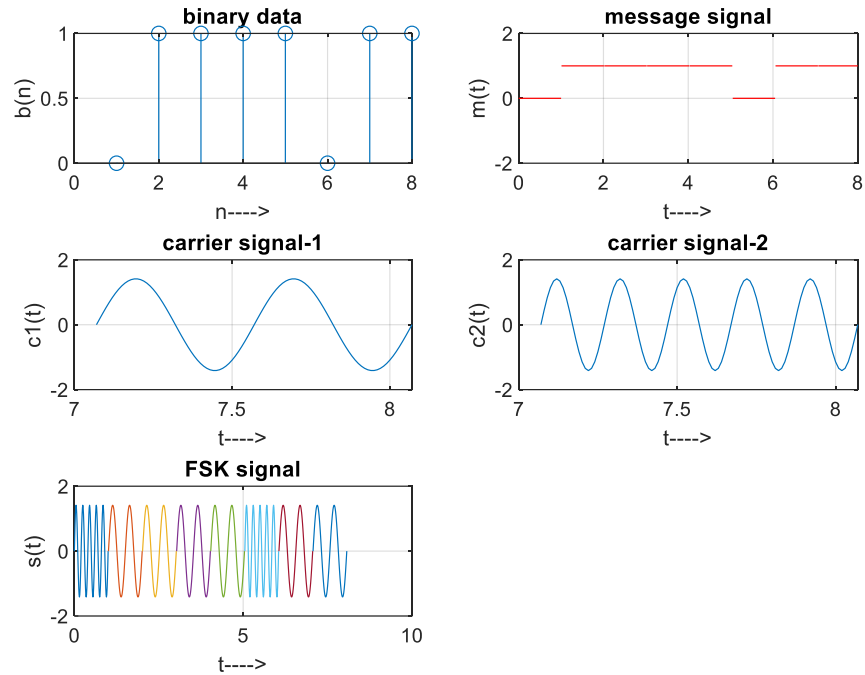 binary data
1
0.5
0
b(n)
0 2 4 6 8
n---->
message signal
2
0
-2
m(t)
0 2 4 6 8
t---->
carrier signal-1
2
0
-2
c1(t)
7 7.5 8
t---->
carrier signal-2
2
0
-2
c2(t)
7 7.5 8
t---->
FSK signal
2
0
-2
s(t)
0 5 10
t---->